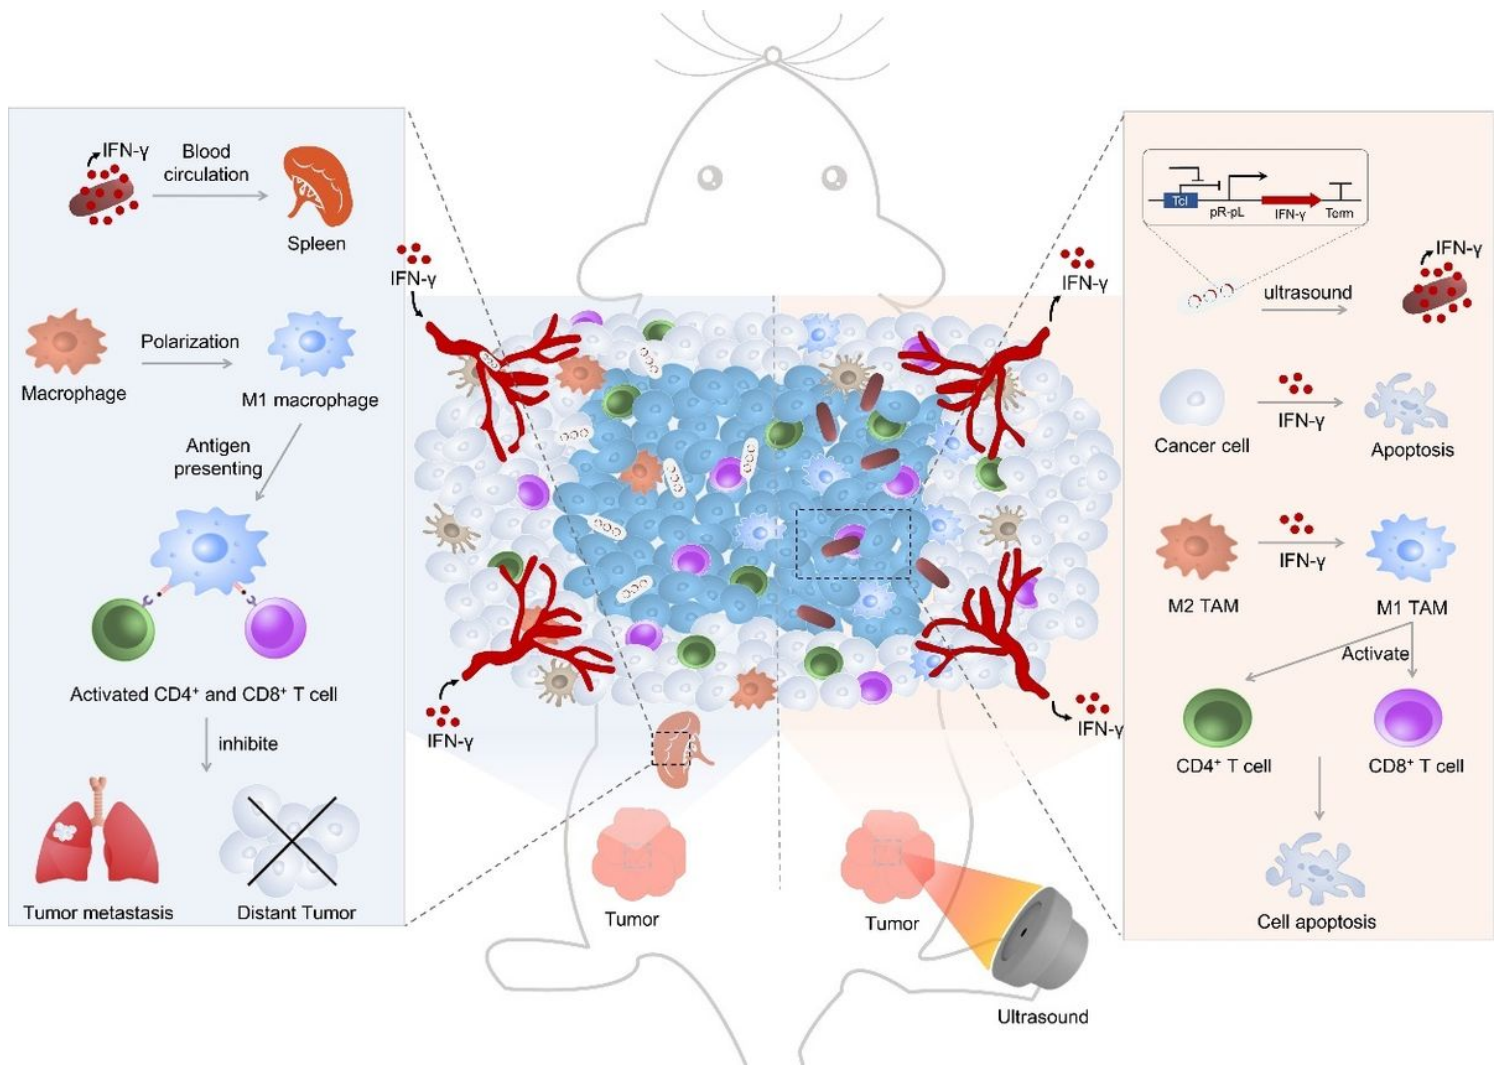 IFN-γ
Blood
circulation
Spleen
Macrophage
Polarization
M1 macrophage
Antigen
presenting
Activated CD4⁺ and CD8⁺ T cell
inhibite
Tumor metastasis
Distant Tumor
IFN-γ
IFN-γ
IFN-γ
IFN-γ
Tumor
Tumor
Ultrasound
TcI
pR-pL
IFN-γ
Term
ultrasound
IFN-γ
Cancer cell
IFN-γ
Apoptosis
M2 TAM
IFN-γ
M1 TAM
Activate
CD4⁺ T cell
CD8⁺ T cell
Cell apoptosis